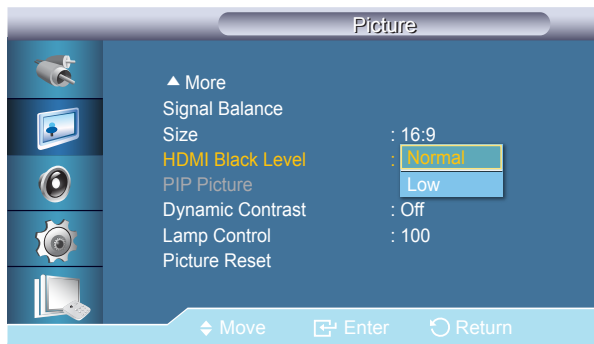 Picture
▲ More
Signal Balance
Size : 16:9
HDMI Black Level : Normal
Low
PIP Picture
Dynamic Contrast : Off
Lamp Control : 100
Picture Reset
Move Enter Return